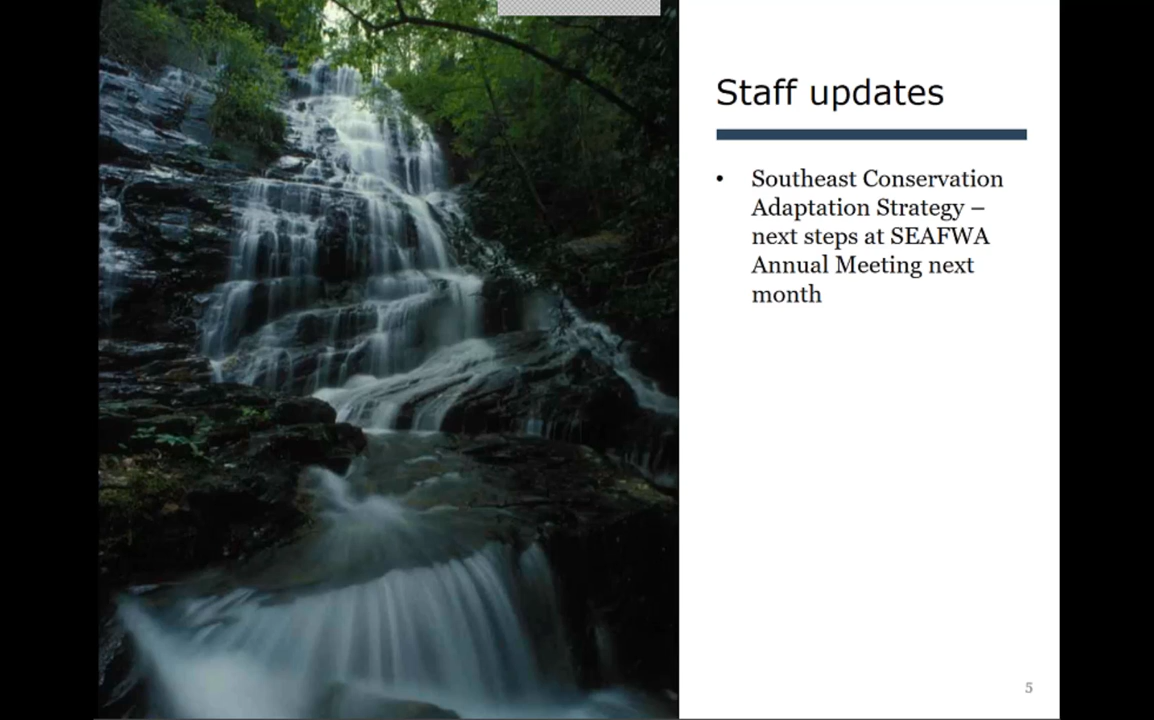 Staff updates
• Southeast Conservation
Adaptation Strategy –
next steps at SEAFWA
Annual Meeting next
month
5